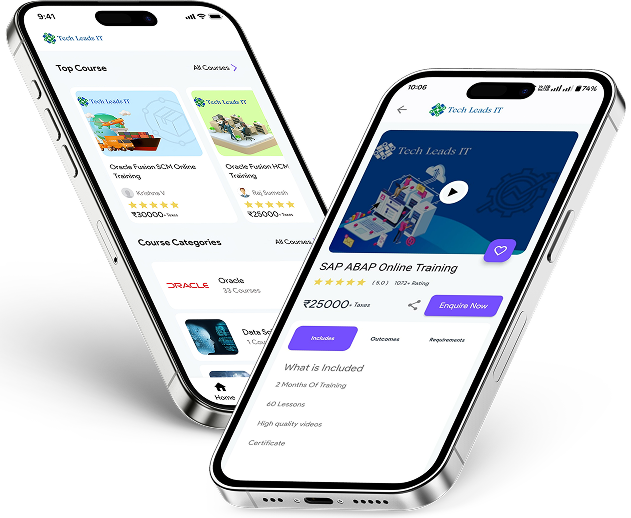 9:41
Tech Leads IT
Top Course
All Courses
Tech Leads IT
Tech Leads IT
Oracle Fusion SCM Online
Training
Oracle Fusion HCM
Training
Krishna V
Raj Sumesh
₹30000+ Taxes
₹25000+ Taxes
Course Categories
All Courses
ORACLE
Oracle
33 Courses
Data Sci
1 Cou
Home
10:06
74%
Tech Leads IT
Tech Leads IT
SAP ABAP Online Training
(5.0) 1072+ Rating
₹25000+ Taxes
Enquire Now
Includes
Outcomes
Requirements
What is Included
2 Months Of Training
60 Lessons
High quality videos
Certificate